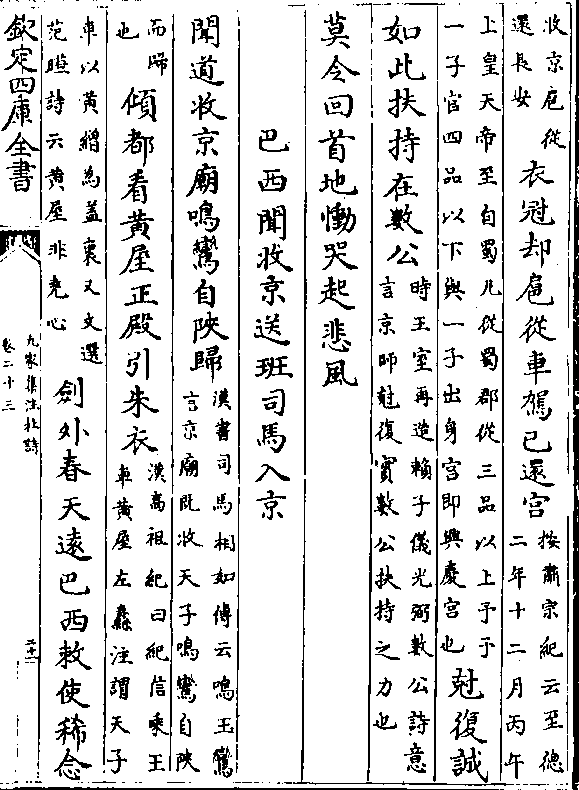 收京扈從
還長安
衣冠却扈從車駕已還宫
按肅宗紀云至德
二年十二月丙午
上皇天帝至自蜀凡從蜀郡從三品以上予子
一子官四品以下與一子出身宫即興慶宫也
尅復誠
如此扶持在數公
時王室再造賴子儀光弼數公詩意
言京師尅復實數公扶持之力也
莫令回首地慟哭起悲風
巴西聞收京送班司馬入京
聞道收京廟鳴鸞自陜歸
漢書司馬相如傳云鳴玉鸞
言京廟既收天子鳴鸞自陜
而歸
也
傾都看黄屋正殿引朱衣
漢高祖紀曰紀信乗王
車黄屋左纛注謂天子
車以黄繒為蓋裏又文選
范曄詩云黄屋非堯心
劍外春天逺巴西敕使稀念
欽定四庫全書
九家集注杜詩
卷二十三